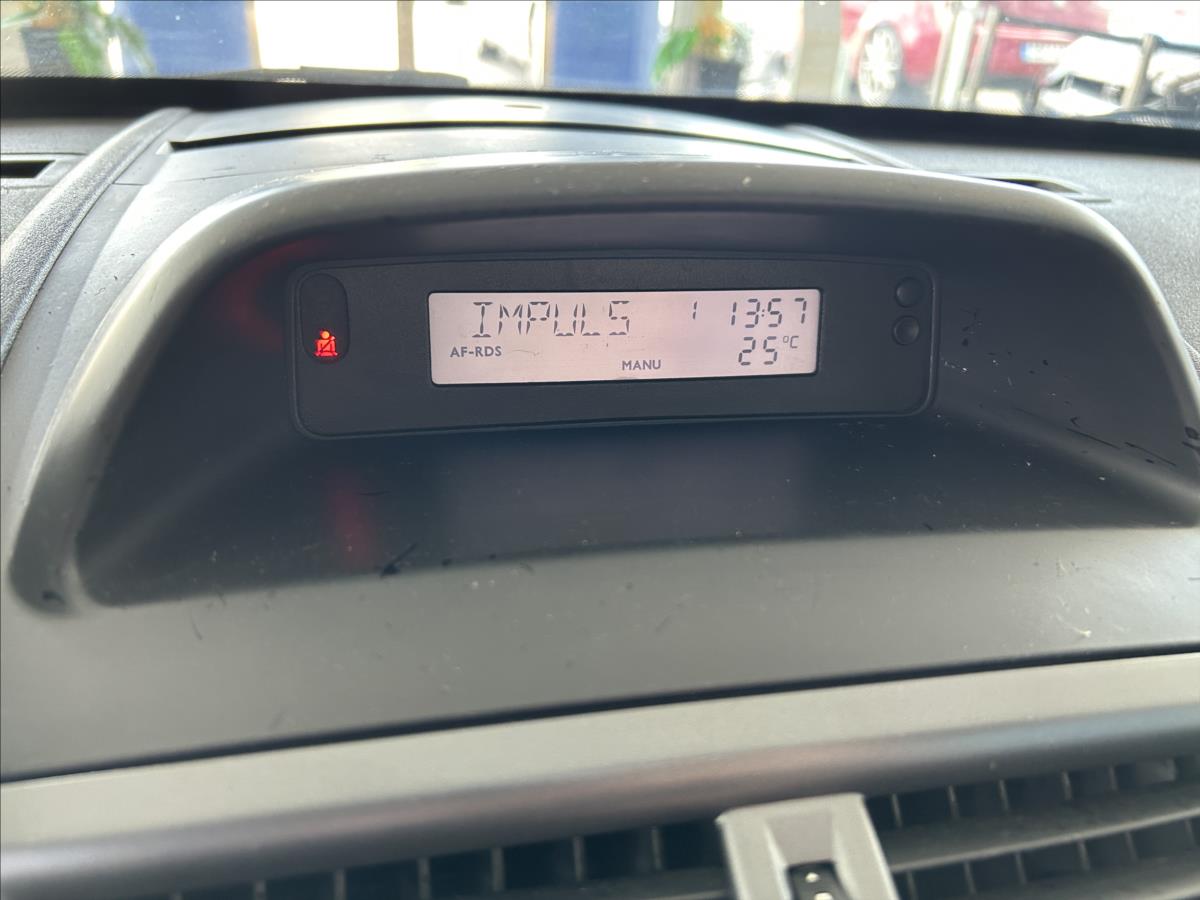 IMPULS 1 13:57
AF-RDS 25 °C
MANU